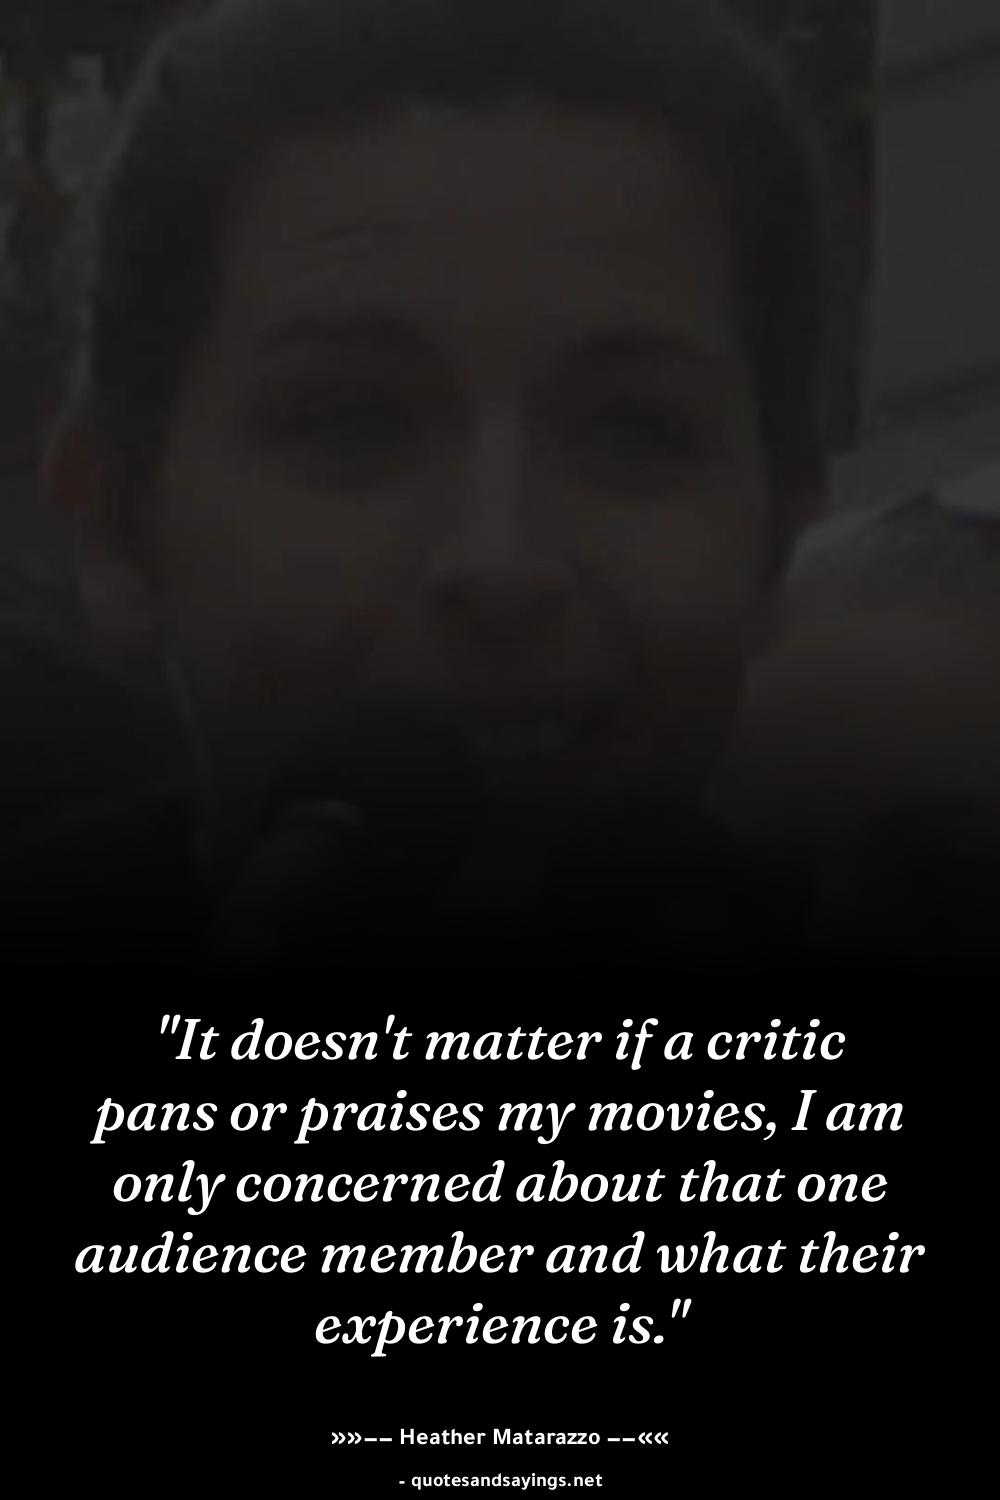 "It doesn't matter if a critic
pans or praises my movies, I am
only concerned about that one
audience member and what their
experience is."
»»−− Heather Matarazzo −−««
- quotesandsayings.net